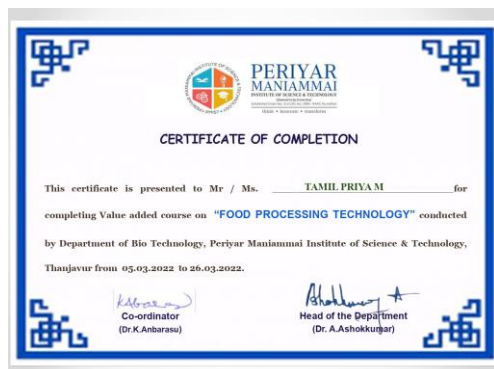 PERIYAR
MANIAMMAI
INSTITUTE OF SCIENCE & TECHNOLOGY
CERTIFICATE OF COMPLETION
This certificate is presented to Mr / Ms. TAMIL PRIYA M for
completing Value added course on "FOOD PROCESSING TECHNOLOGY" conducted
by Department of Bio Technology, Periyar Maniammai Institute of Science & Technology,
Thanjavur from 05.03.2022 to 26.03.2022.
Co-ordinator
(Dr.K.Anbarasu)
Head of the Department
(Dr. A.Ashokkumar)